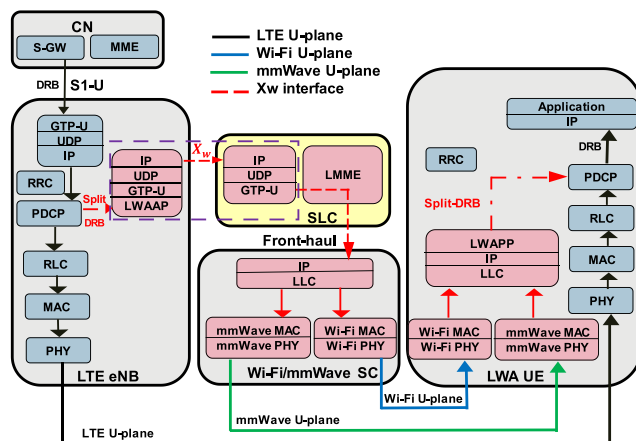 CN
S-GW
MME
DRB
S1-U
LTE U-plane
Wi-Fi U-plane
mmWave U-plane
Xw interface
GTP-U
UDP
IP
RRC
PDCP
Split
DRB
RLC
MAC
PHY
LTE eNB
IP
UDP
GTP-U
LWAAP
Xw
IP
UDP
GTP-U
LMME
SLC
Front-haul
IP
LLC
mmWave MAC
mmWave PHY
Wi-Fi MAC
Wi-Fi PHY
Wi-Fi/mmWave SC
Application
IP
DRB
RRC
PDCP
Split-DRB
RLC
LWAPP
IP
LLC
MAC
PHY
Wi-Fi MAC
Wi-Fi PHY
mmWave MAC
mmWave PHY
LWA UE
Wi-Fi U-plane
mmWave U-plane
LTE U-plane